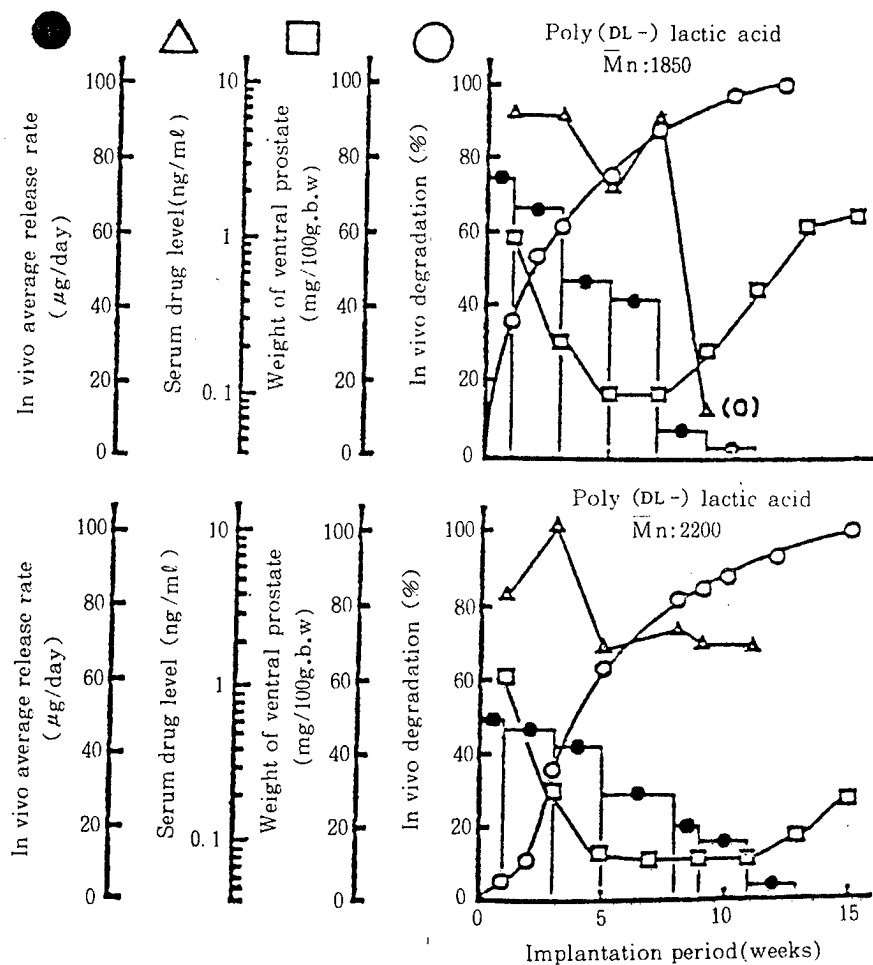 Poly (DL-) lactic acid
M̅n:1850
In vivo average release rate
(μg/day)
100
80
60
40
20
0
Serum drug level(ng/mℓ)
10
1
0.1
Weight of ventral prostate
(mg/100g.b.w)
100
80
60
40
20
0
In vivo degradation (%)
100
80
60
40
20
0
(a)
Poly (DL-) lactic acid
M̅n:2200
In vivo average release rate
(μg/day)
100
80
60
40
20
0
Serum drug level (ng/mℓ)
10
1
0.1
Weight of ventral prostate
(mg/100g.b.w)
100
80
60
40
20
0
In vivo degradation (%)
100
80
60
40
20
0
0 5 10 15
Implantation period(weeks)